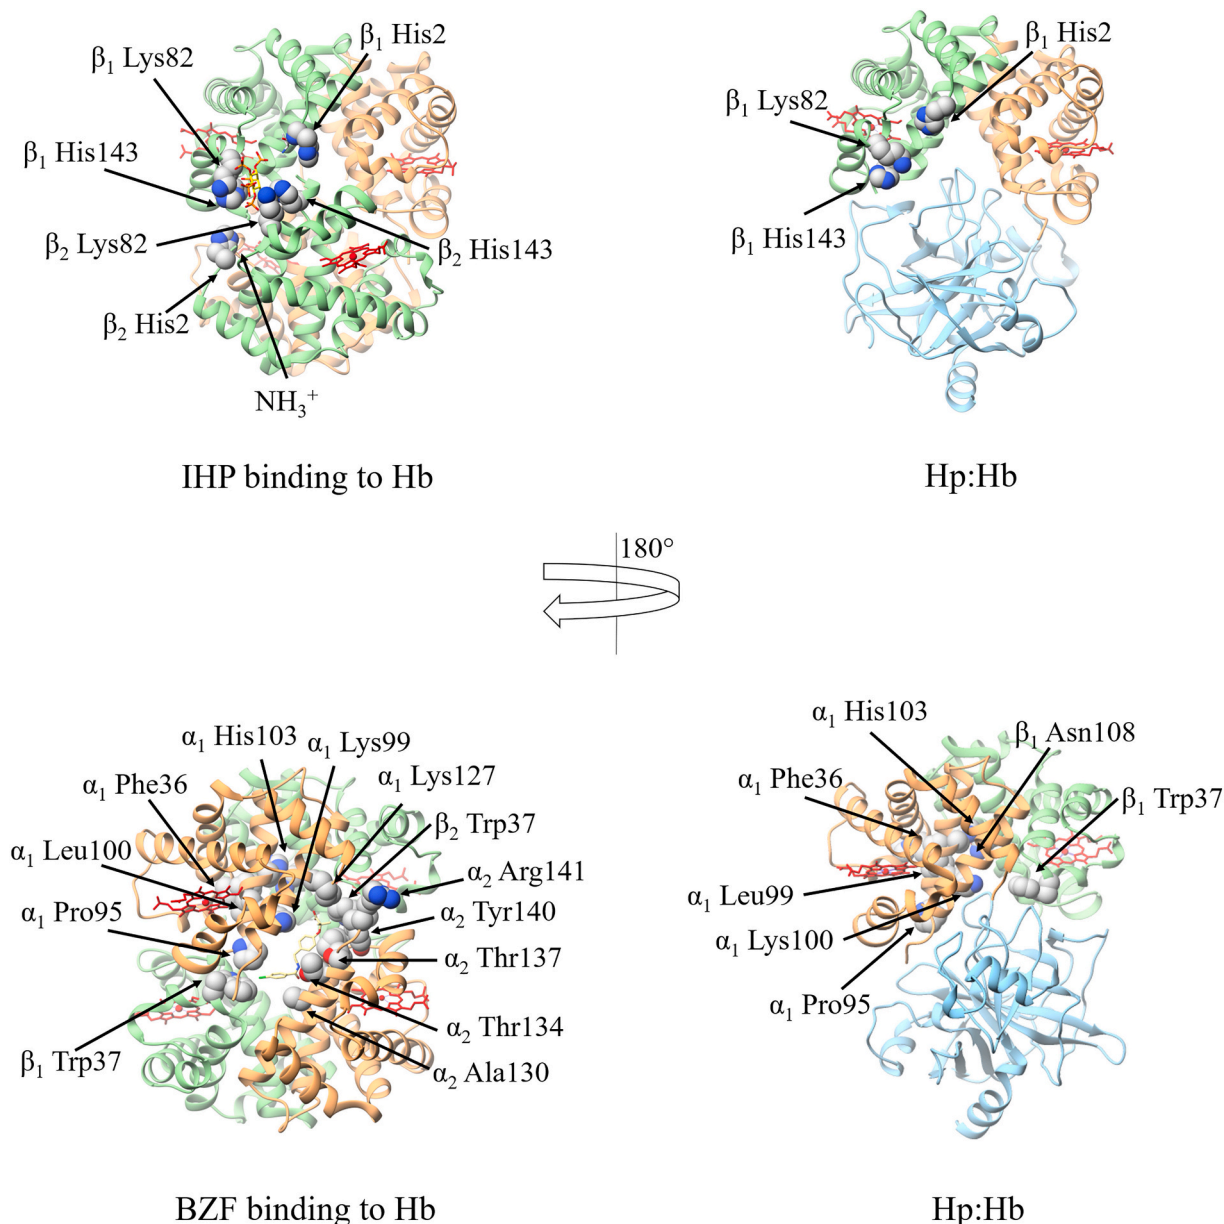 β₁ His2
β₁ Lys82
β₁ His143
β₂ Lys82
β₂ His143
β₂ His2
NH₃⁺
IHP binding to Hb
β₁ His2
β₁ Lys82
β₁ His143
Hp:Hb
180°
α₁ His103
α₁ Lys99
α₁ Phe36
α₁ Lys127
β₂ Trp37
α₁ Leu100
α₂ Arg141
α₁ Pro95
α₂ Tyr140
α₂ Thr137
α₂ Thr134
β₁ Trp37
α₂ Ala130
BZF binding to Hb
α₁ His103
β₁ Asn108
α₁ Phe36
β₁ Trp37
α₁ Leu99
α₁ Lys100
α₁ Pro95
Hp:Hb